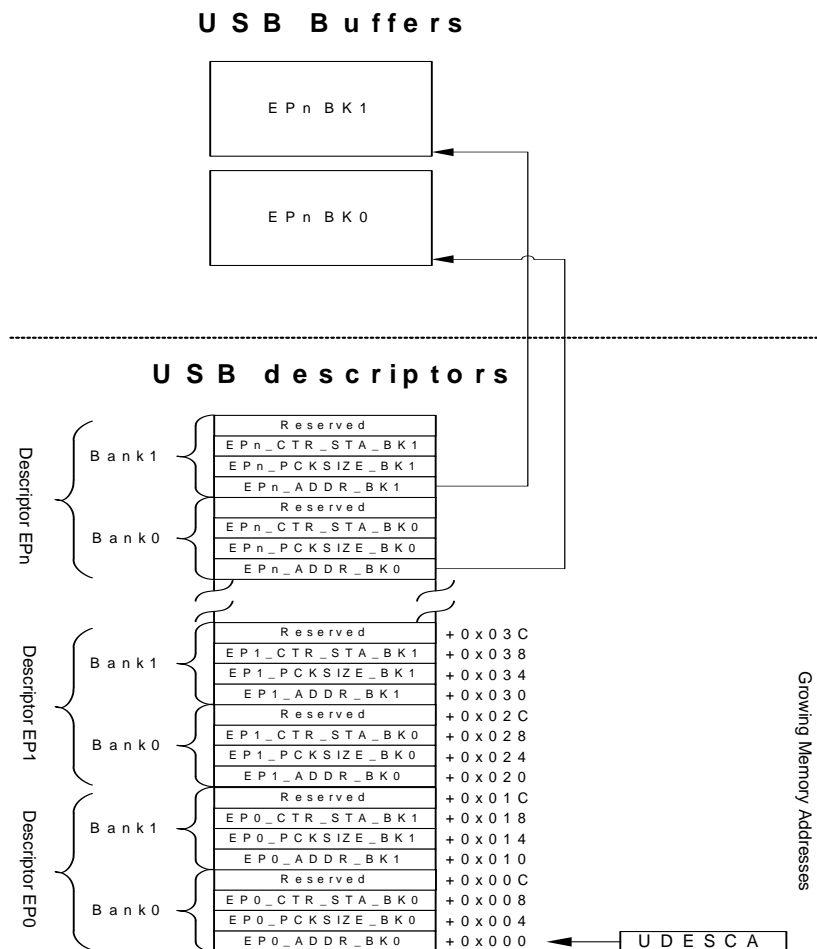 USB Buffers
EPn BK1
EPn BK0
USB descriptors
Descriptor EPn
Bank1
Reserved
EPn_CTR_STA_BK1
EPn_PCKSIZE_BK1
EPn_ADDR_BK1
Bank0
Reserved
EPn_CTR_STA_BK0
EPn_PCKSIZE_BK0
EPn_ADDR_BK0
Descriptor EP1
Bank1
Reserved +0x03C
EP1_CTR_STA_BK1 +0x038
EP1_PCKSIZE_BK1 +0x034
EP1_ADDR_BK1 +0x030
Bank0
Reserved +0x02C
EP1_CTR_STA_BK0 +0x028
EP1_PCKSIZE_BK0 +0x024
EP1_ADDR_BK0 +0x020
Descriptor EP0
Bank1
Reserved +0x01C
EP0_CTR_STA_BK1 +0x018
EP0_PCKSIZE_BK1 +0x014
EP0_ADDR_BK1 +0x010
Bank0
Reserved +0x00C
EP0_CTR_STA_BK0 +0x008
EP0_PCKSIZE_BK0 +0x004
EP0_ADDR_BK0 +0x000
UDESCA
Growing Memory Addresses